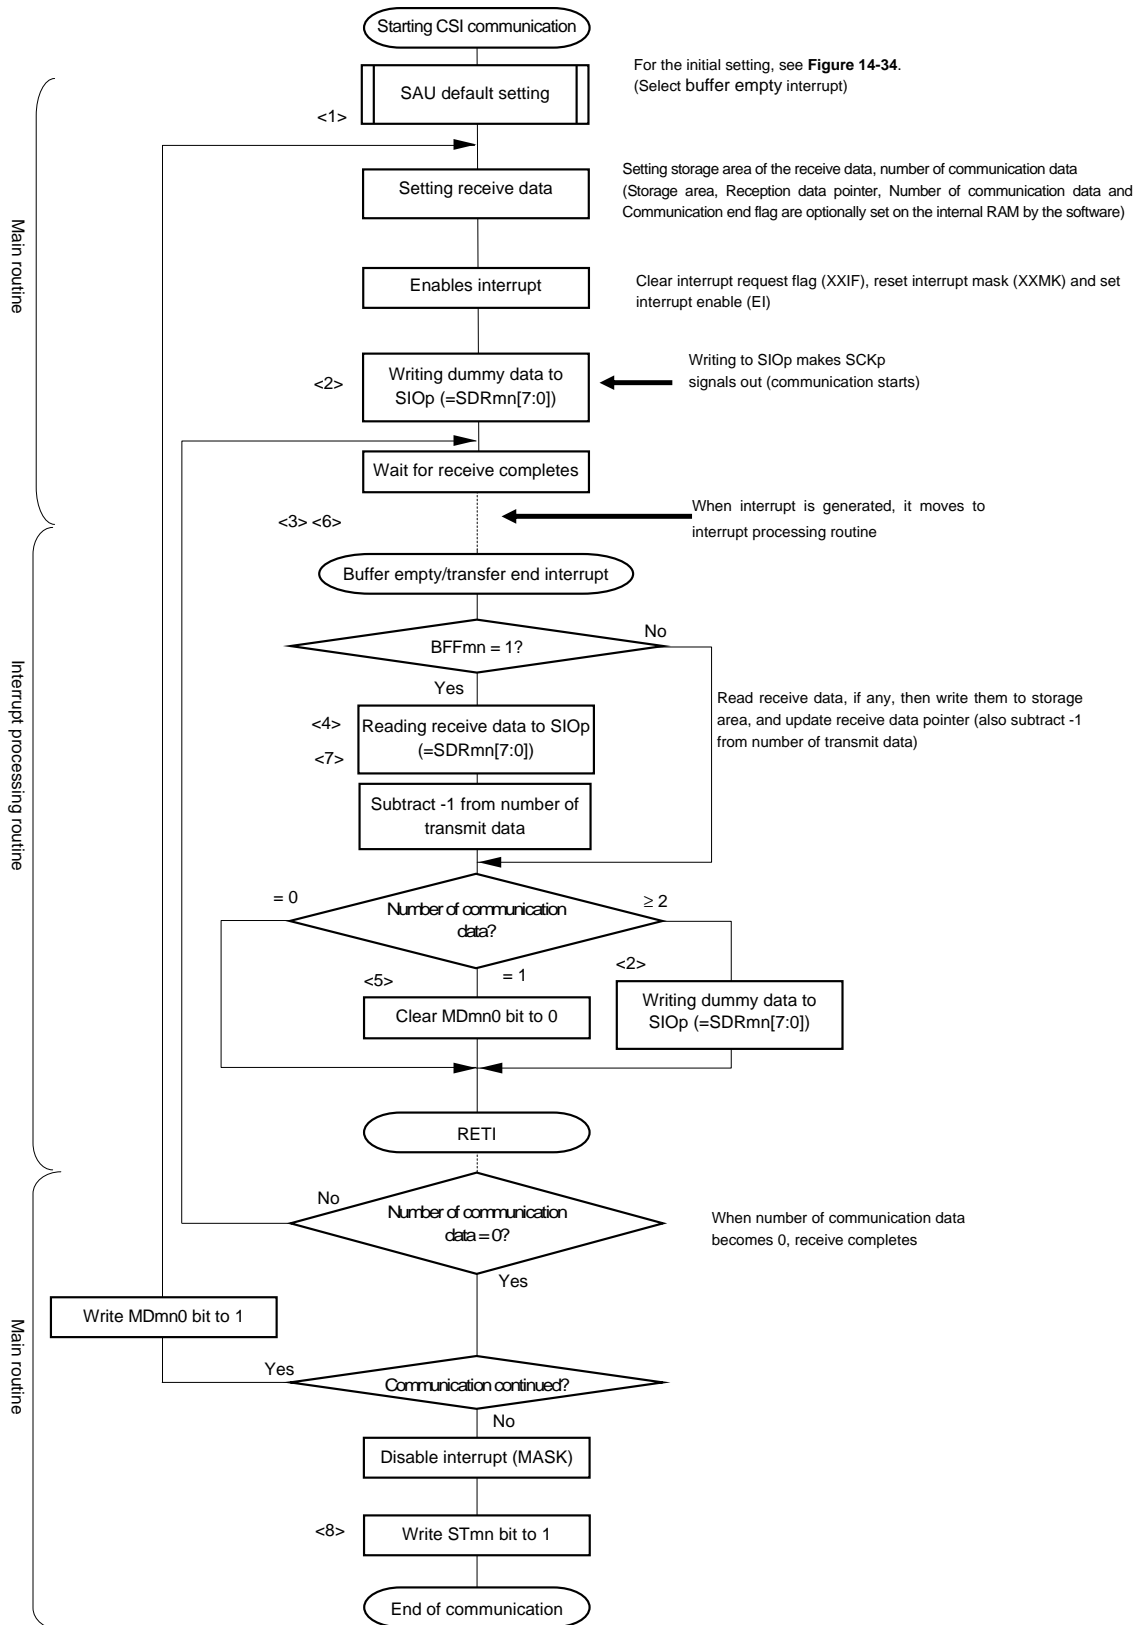 Starting CSI communication
For the initial setting, see Figure 14-34.
(Select buffer empty interrupt)
SAU default setting
<1>
Setting storage area of the receive data, number of communication data
(Storage area, Reception data pointer, Number of communication data and
Communication end flag are optionally set on the internal RAM by the software)
Setting receive data
Main routine
Enables interrupt
Clear interrupt request flag (XXIF), reset interrupt mask (XXMK) and set
interrupt enable (EI)
<2>
Writing dummy data to
SIOp (=SDRmn[7:0])
Writing to SIOp makes SCKp
signals out (communication starts)
Wait for receive completes
<3> <6>
When interrupt is generated, it moves to
interrupt processing routine
Buffer empty/transfer end interrupt
BFFmn = 1?
No
Yes
Interrupt processing routine
<4>
<7>
Reading receive data to SIOp
(=SDRmn[7:0])
Read receive data, if any, then write them to storage
area, and update receive data pointer (also subtract -1
from number of transmit data)
Subtract -1 from number of
transmit data
= 0
Number of communication
data?
≥ 2
= 1
<5>
Clear MDmn0 bit to 0
<2>
Writing dummy data to
SIOp (=SDRmn[7:0])
RETI
No
Number of communication
data = 0?
When number of communication data
becomes 0, receive completes
Yes
Write MDmn0 bit to 1
Main routine
Yes
Communication continued?
No
Disable interrupt (MASK)
<8>
Write STmn bit to 1
End of communication